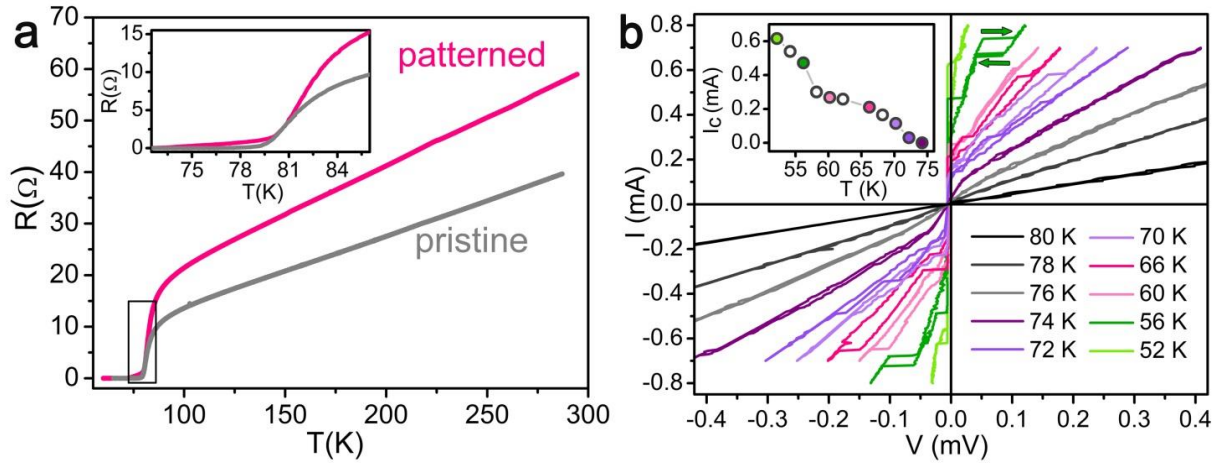 a
70
60
50
40
30
20
10
0
R(Ω)
100
150
200
250
300
T(K)
patterned
pristine
15
10
5
0
R(Ω)
75
78
81
84
T(K)
b
0.8
0.6
0.4
0.2
0.0
-0.2
-0.4
-0.6
-0.8
I (mA)
-0.4 -0.3 -0.2 -0.1 0.0 0.1 0.2 0.3 0.4
V (mV)
0.6
0.4
0.2
0.0
I_C (mA)
55 60 65 70 75
T (K)
80 K 70 K
78 K 66 K
76 K 60 K
74 K 56 K
72 K 52 K